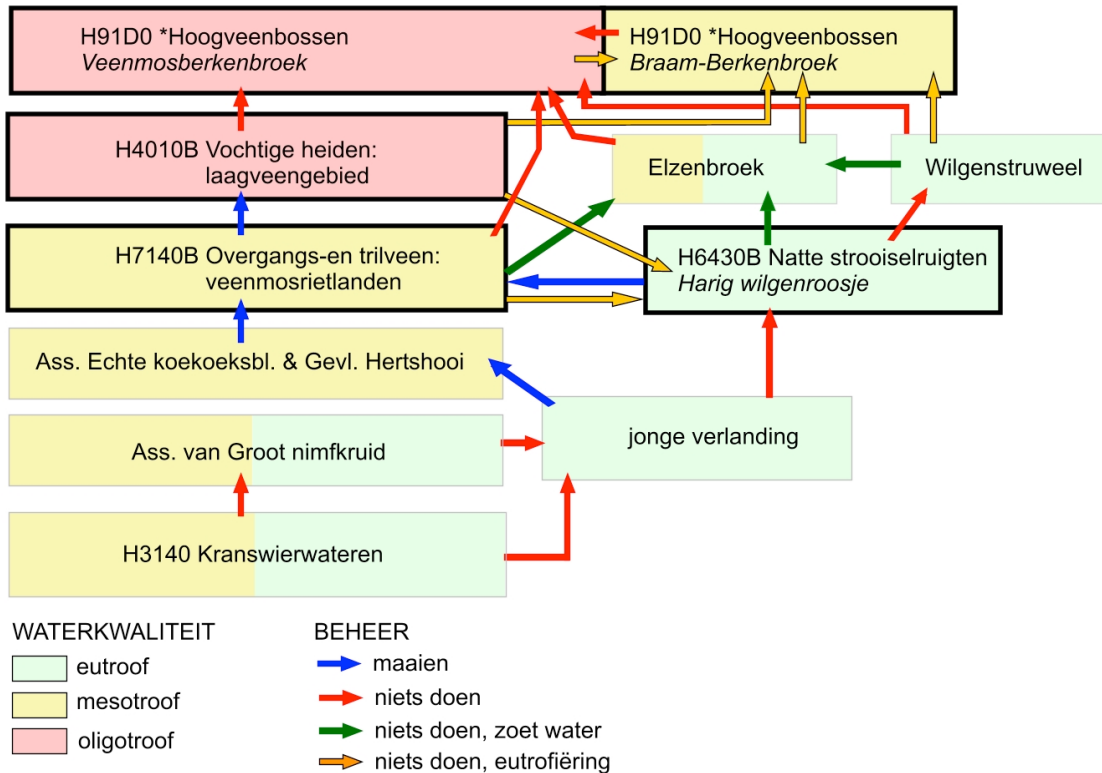 H91D0 *Hoogveenbossen
Veenmosberkenbroek
H91D0 *Hoogveenbossen
Braam-Berkenbroek
H4010B Vochtige heiden:
laagveengebied
Elzenbroek
Wilgenstruweel
H7140B Overgangs-en trilveen:
veenmosrietlanden
H6430B Natte strooiselruigten
Harig wilgenroosje
Ass. Echte koekoeksbl. & Gevl. Hertshooi
jonge verlanding
Ass. van Groot nimfkruid
H3140 Kranswierwateren
WATERKWALITEIT
eutroof
mesotroof
oligotroof
BEHEER
maaien
niets doen
niets doen, zoet water
niets doen, eutrofiëring